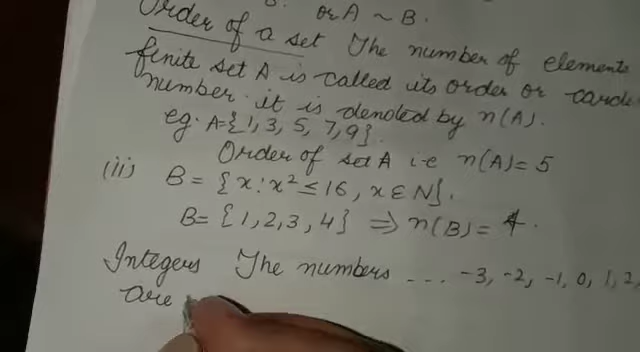 or A ~ B.
Order of a set The number of elements
finite set A is called its order or
number. it is denoted by n(A).
eg. A={1, 3, 5, 7, 9}.
Order of set A i.e n(A)= 5
(ii) B = {x : x² ≤ 16, x ∈ N}.
B= {1, 2, 3, 4} ⇒ n(B)= 4.
Integers The numbers ... -3, -2, -1, 0, 1, 2,
are